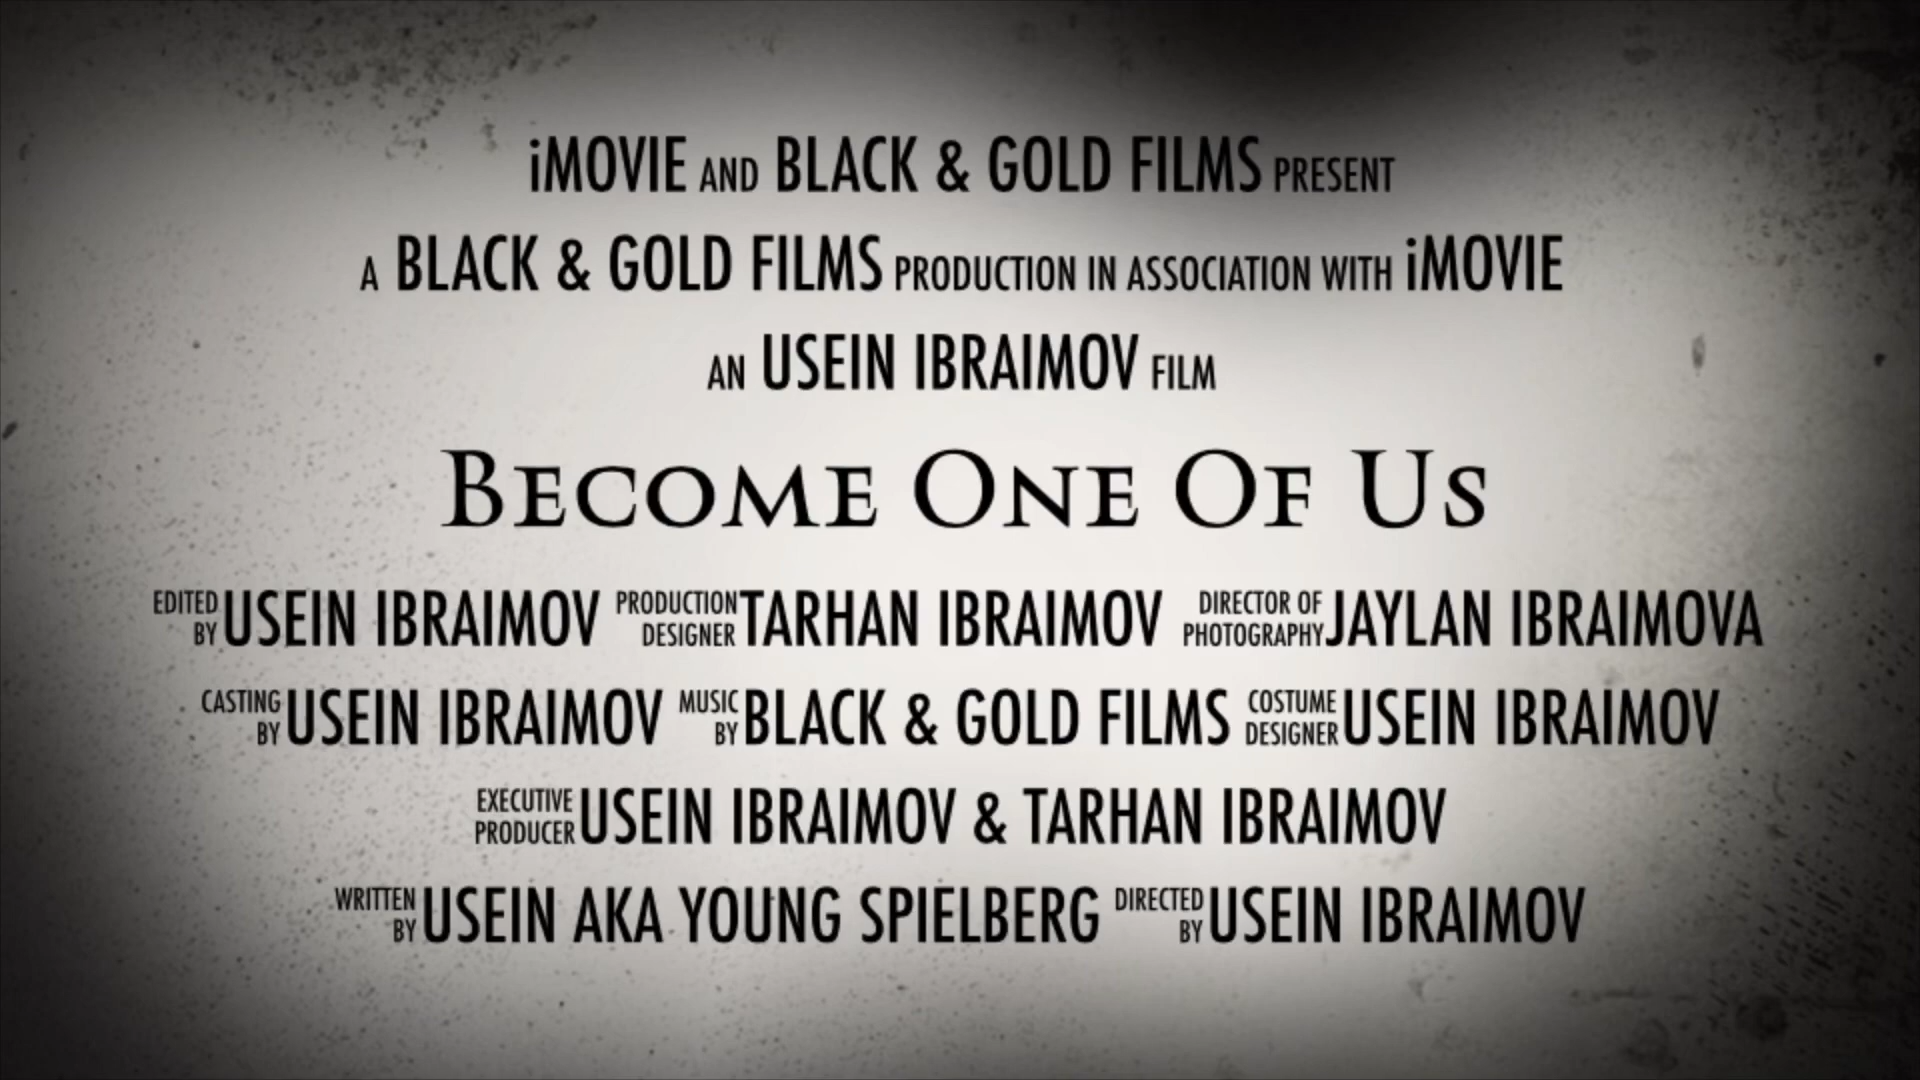 iMOVIE AND BLACK & GOLD FILMS PRESENT
A BLACK & GOLD FILMS PRODUCTION IN ASSOCIATION WITH iMOVIE
AN USEIN IBRAIMOV FILM
BECOME ONE OF US
EDITED BY USEIN IBRAIMOV PRODUCTION DESIGNER TARHAN IBRAIMOV DIRECTOR OF PHOTOGRAPHY JAYLAN IBRAIMOVA
CASTING BY USEIN IBRAIMOV MUSIC BY BLACK & GOLD FILMS COSTUME DESIGNER USEIN IBRAIMOV
EXECUTIVE PRODUCER USEIN IBRAIMOV & TARHAN IBRAIMOV
WRITTEN BY USEIN AKA YOUNG SPIELBERG DIRECTED BY USEIN IBRAIMOV